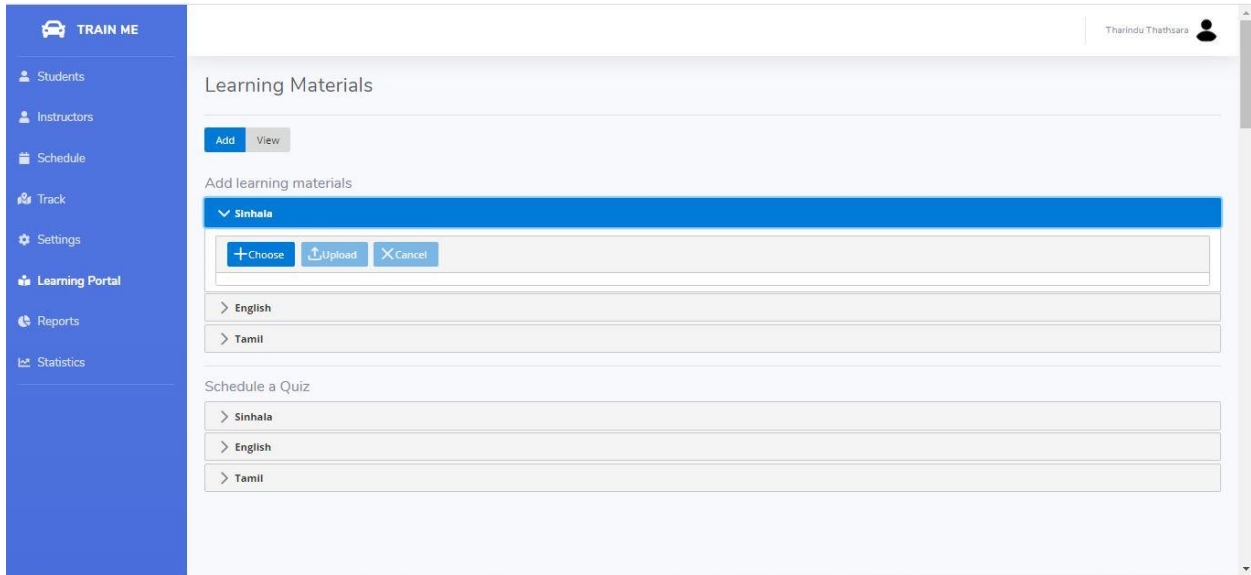 TRAIN ME
Tharindu Thathsara
Students
Instructors
Schedule
Track
Settings
Learning Portal
Reports
Statistics
Learning Materials
Add View
Add learning materials
Sinhala
Choose Upload Cancel
English
Tamil
Schedule a Quiz
Sinhala
English
Tamil